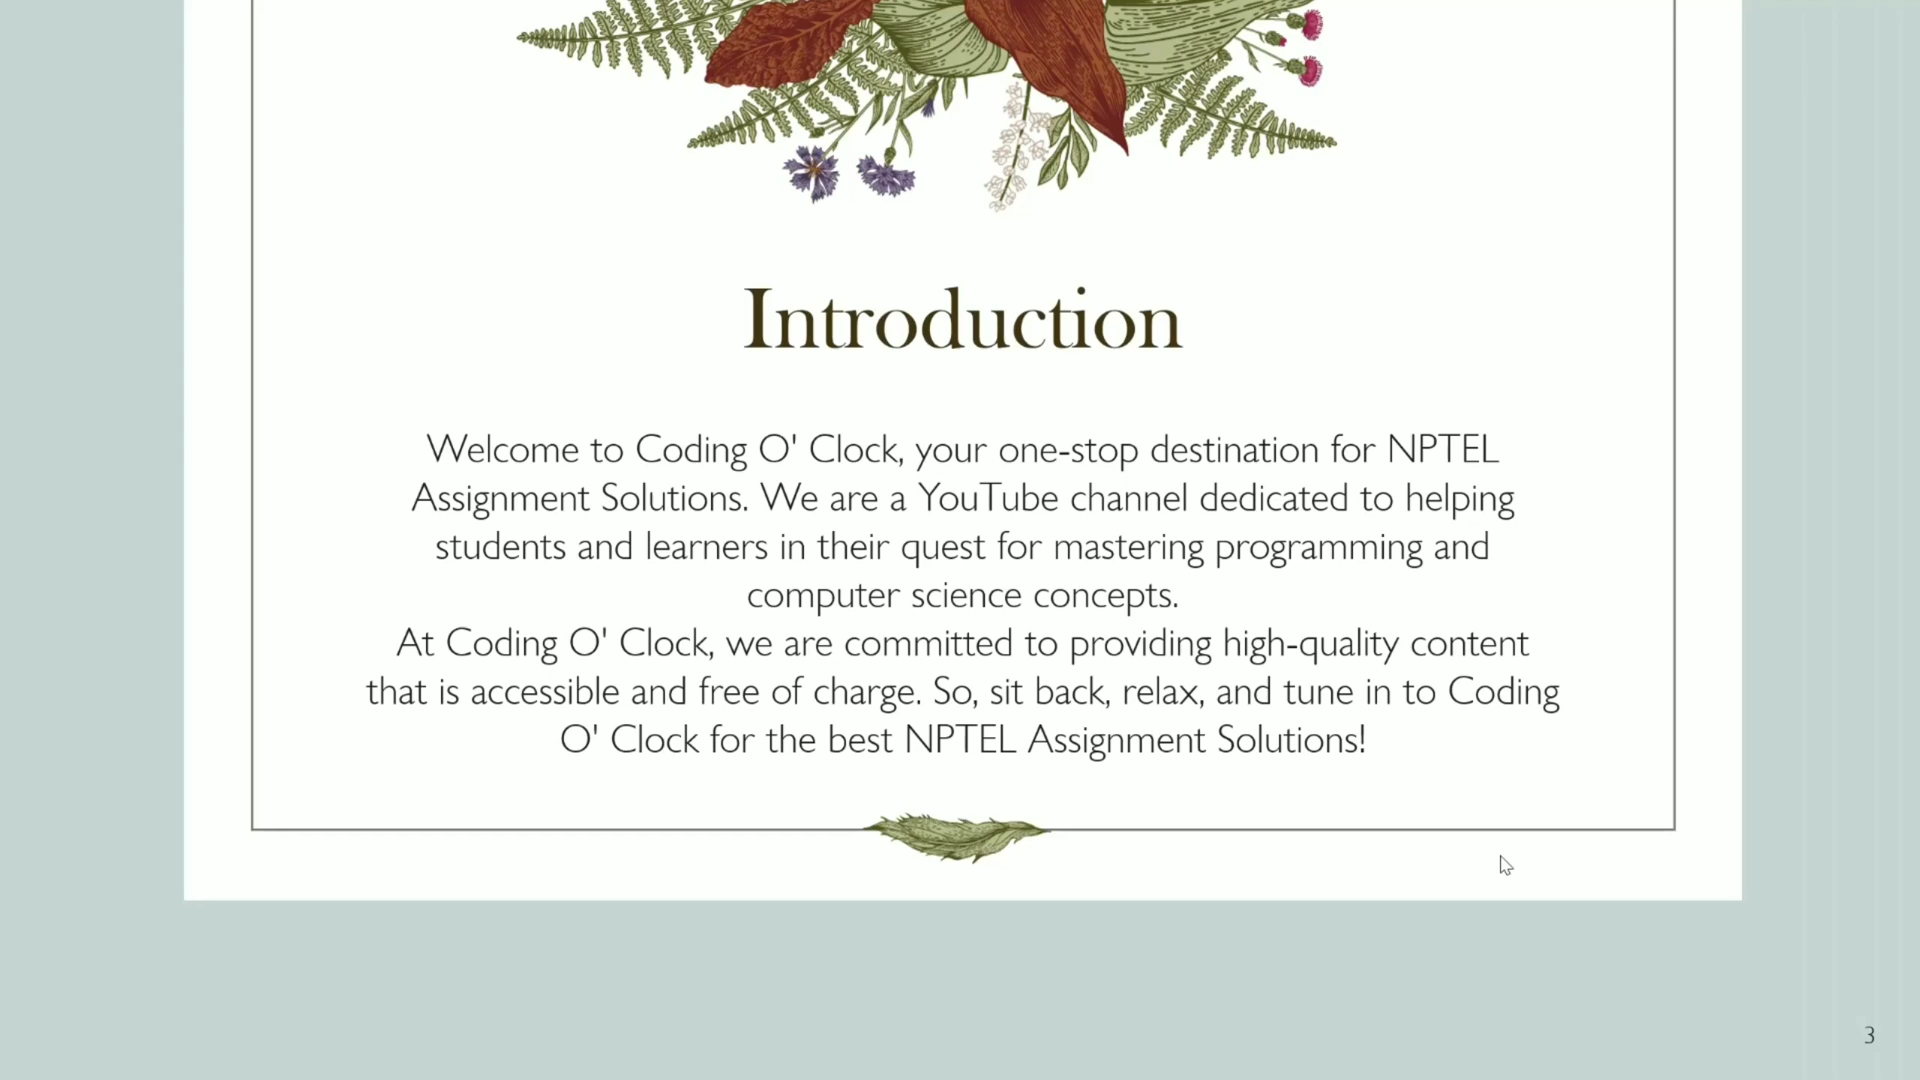 Introduction
Welcome to Coding O' Clock, your one-stop destination for NPTEL
Assignment Solutions. We are a YouTube channel dedicated to helping
students and learners in their quest for mastering programming and
computer science concepts.
At Coding O' Clock, we are committed to providing high-quality content
that is accessible and free of charge. So, sit back, relax, and tune in to Coding
O' Clock for the best NPTEL Assignment Solutions!
3